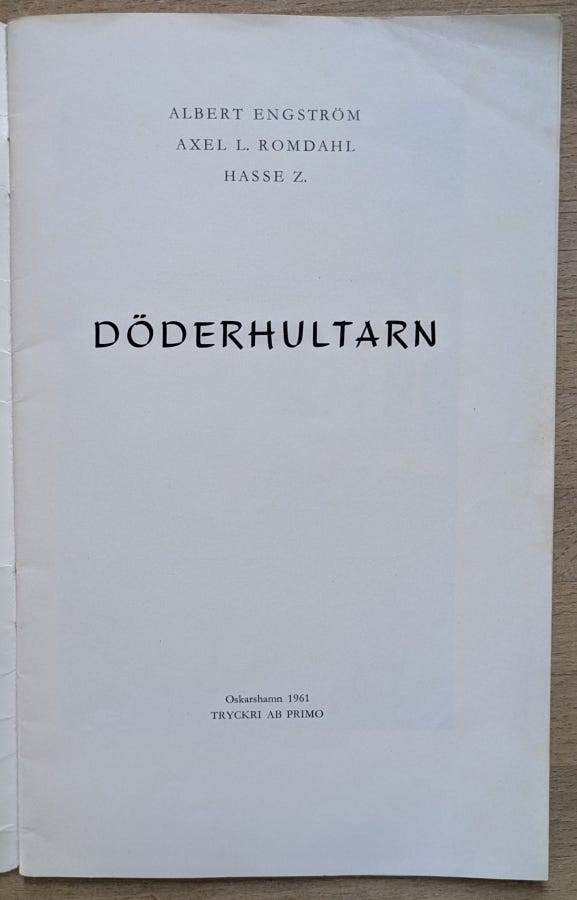 ALBERT ENGSTRÖM
AXEL L. ROMDAHL
HASSE Z.
DÖDERHULTARN
Oskarshamn 1961
TRYCKRI AB PRIMO